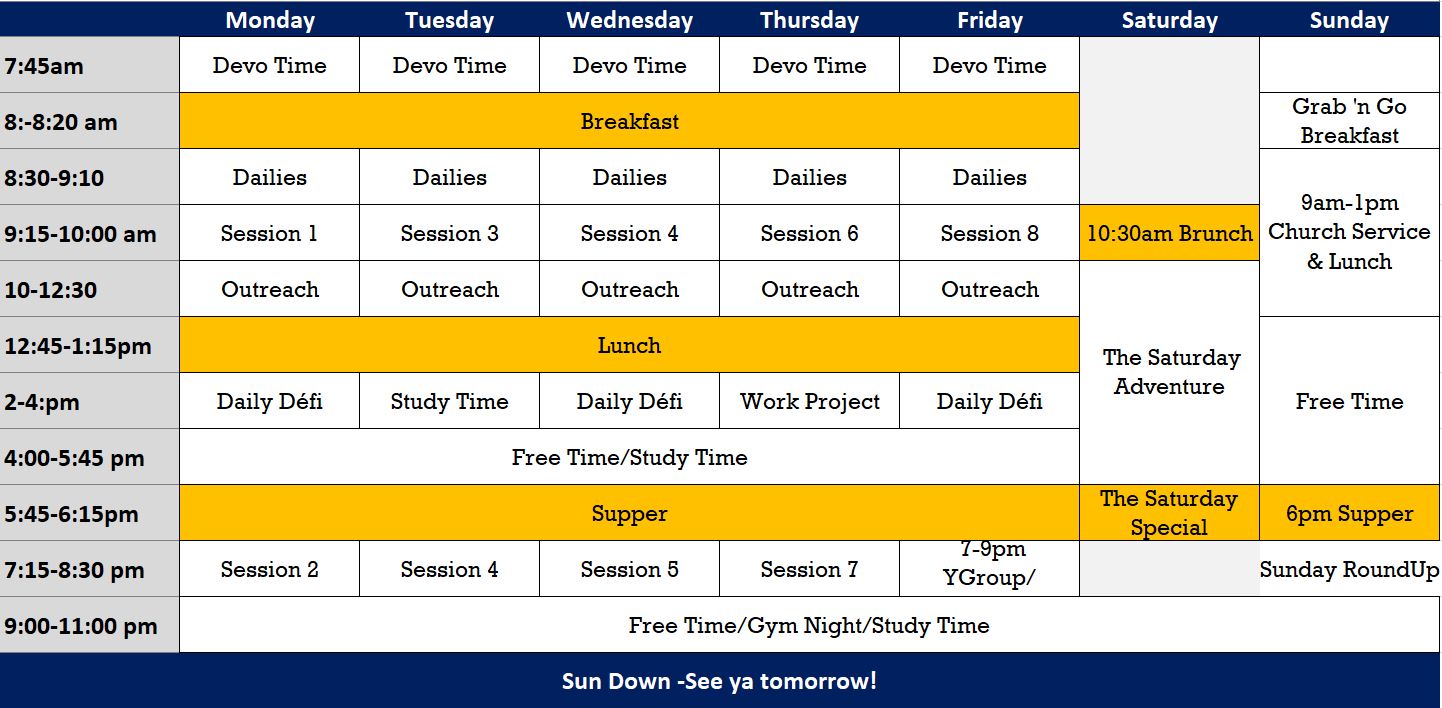 Monday Tuesday Wednesday Thursday Friday Saturday Sunday
7:45am Devo Time Devo Time Devo Time Devo Time Devo Time
8:-8:20 am Breakfast Grab 'n Go
Breakfast
8:30-9:10 Dailies Dailies Dailies Dailies Dailies
9:15-10:00 am Session 1 Session 3 Session 4 Session 6 Session 8 10:30am Brunch
9am-1pm
Church Service
& Lunch
10-12:30 Outreach Outreach Outreach Outreach Outreach
12:45-1:15pm Lunch
The Saturday
Adventure
2-4:pm Daily Défi Study Time Daily Défi Work Project Daily Défi Free Time
4:00-5:45 pm Free Time/Study Time
5:45-6:15pm Supper The Saturday
Special
6pm Supper
7:15-8:30 pm Session 2 Session 4 Session 5 Session 7 7-9pm
YGroup/
Sunday RoundUp
9:00-11:00 pm Free Time/Gym Night/Study Time
Sun Down -See ya tomorrow!